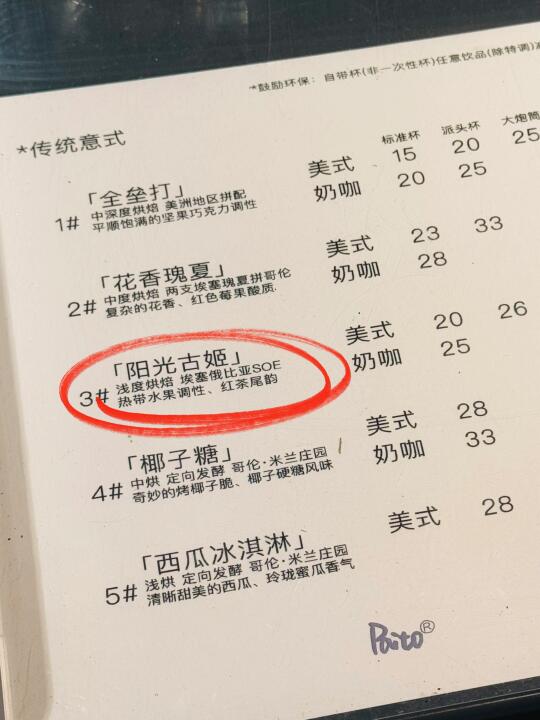 *鼓励环保：自带杯(非一次性杯)任意饮品(除特调)
*传统意式
标准杯 派头杯 大炮筒
「全垒打」
1# 中深度烘焙 美洲地区拼配
平顺饱满的坚果巧克力调性
美式 15 20 25
奶咖 20 25
「花香瑰夏」
2# 中度烘焙 两支埃塞瑰夏拼哥伦
复杂的花香、红色莓果酸质.
美式 23 33
奶咖 28
「阳光古姬」
3# 浅度烘焙 埃塞俄比亚SOE
热带水果调性、红茶尾韵
美式 20 26
奶咖 25
「椰子糖」
4# 中烘 定向发酵 哥伦·米兰庄园
奇妙的烤椰子脆、椰子硬糖风味
美式 28
奶咖 33
「西瓜冰淇淋」
5# 浅烘 定向发酵 哥伦·米兰庄园
清晰甜美的西瓜、玲珑蜜瓜香气
美式 28